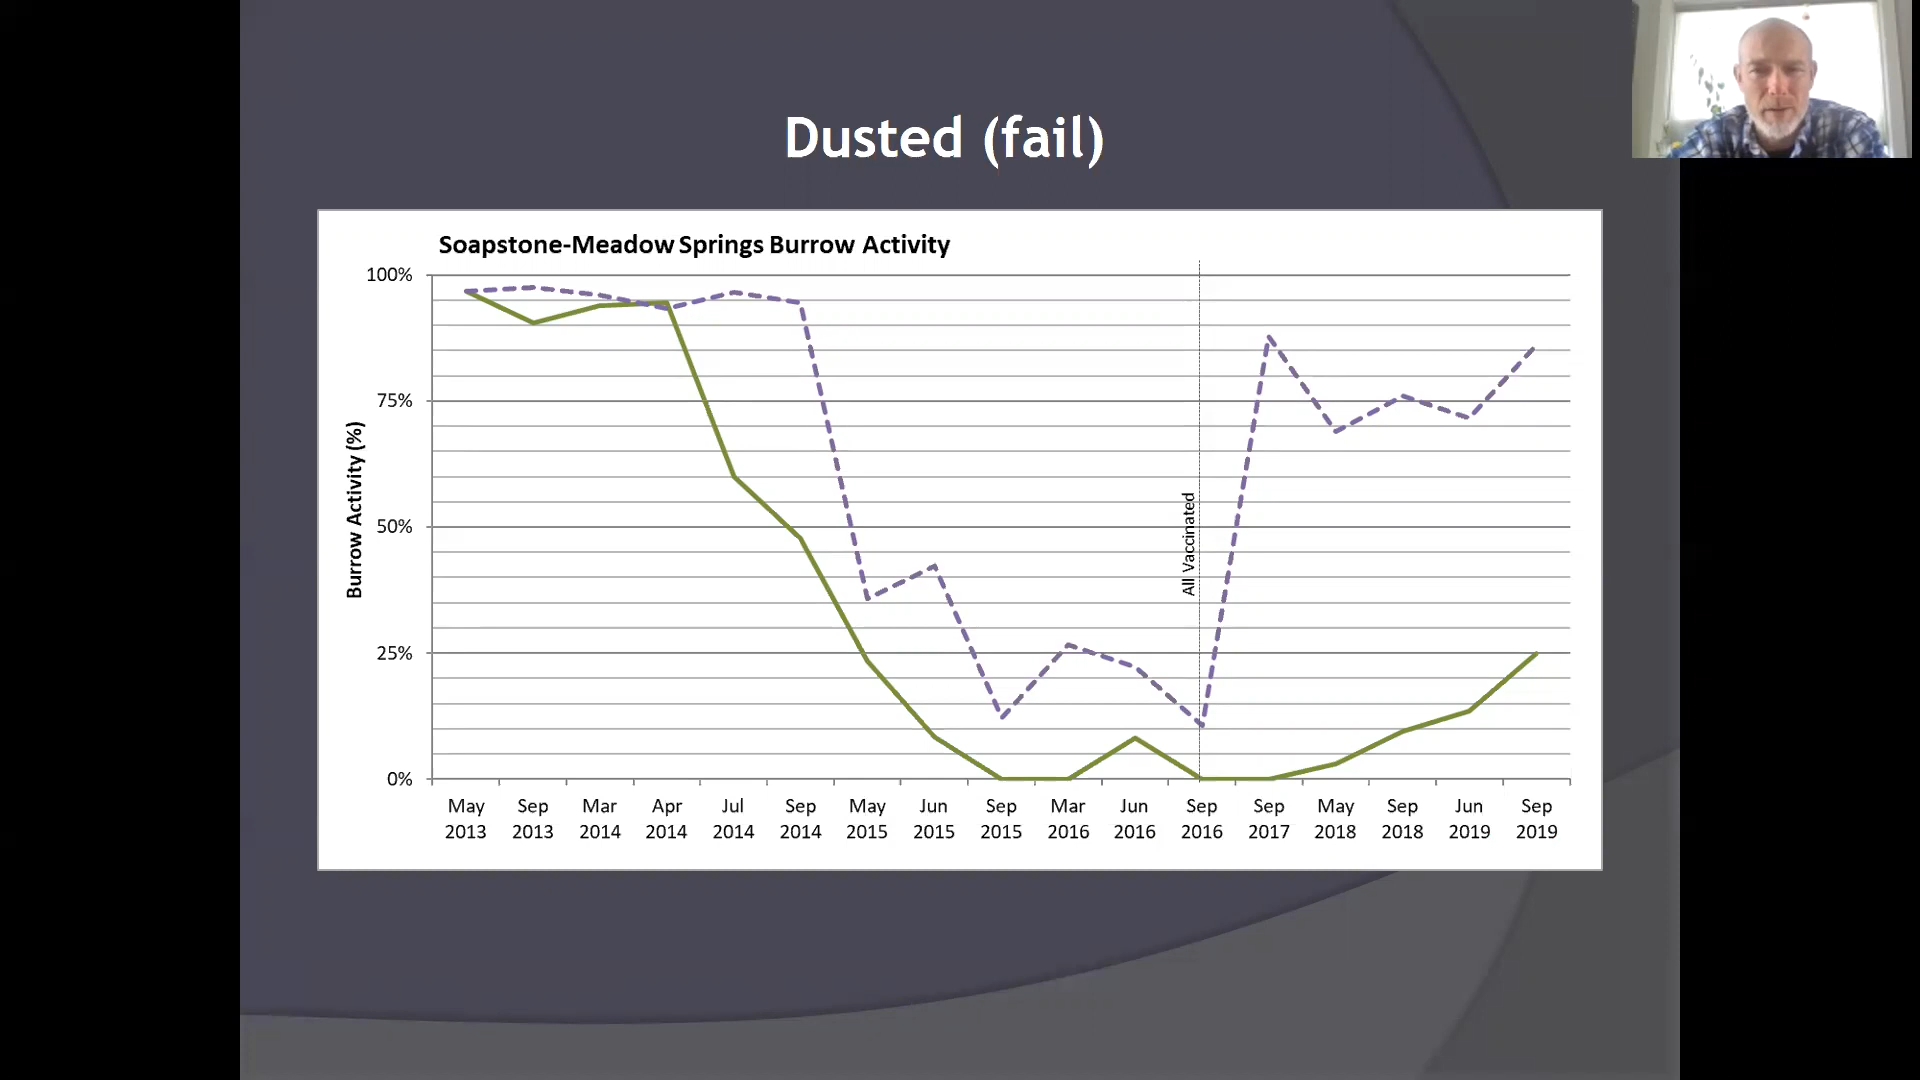 Dusted (fail)
Soapstone-Meadow Springs Burrow Activity
100%
75%
50%
25%
0%
Burrow Activity (%)
All Vaccinated
May 2013
Sep 2013
Mar 2014
Apr 2014
Jul 2014
Sep 2014
May 2015
Jun 2015
Sep 2015
Mar 2016
Jun 2016
Sep 2016
Sep 2017
May 2018
Sep 2018
Jun 2019
Sep 2019